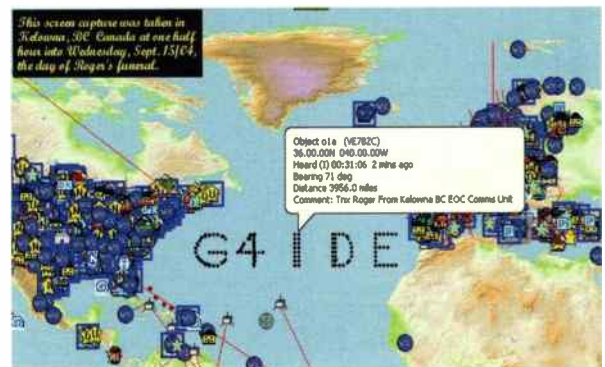 This screen capture was taken in
Kelowna, BC Canada at one half
hour into Wednesday, Sept. 15/04,
the day of Roger's funeral.
Object o1a (VE7BZC)
36.00.00N 040.00.00W
Heard (I) 00:31:06 2 mins ago
Bearing 71 deg
Distance 3956.0 miles
Comment: Tnx Roger From Kelowna BC EOC Comms Unit
G4IDE